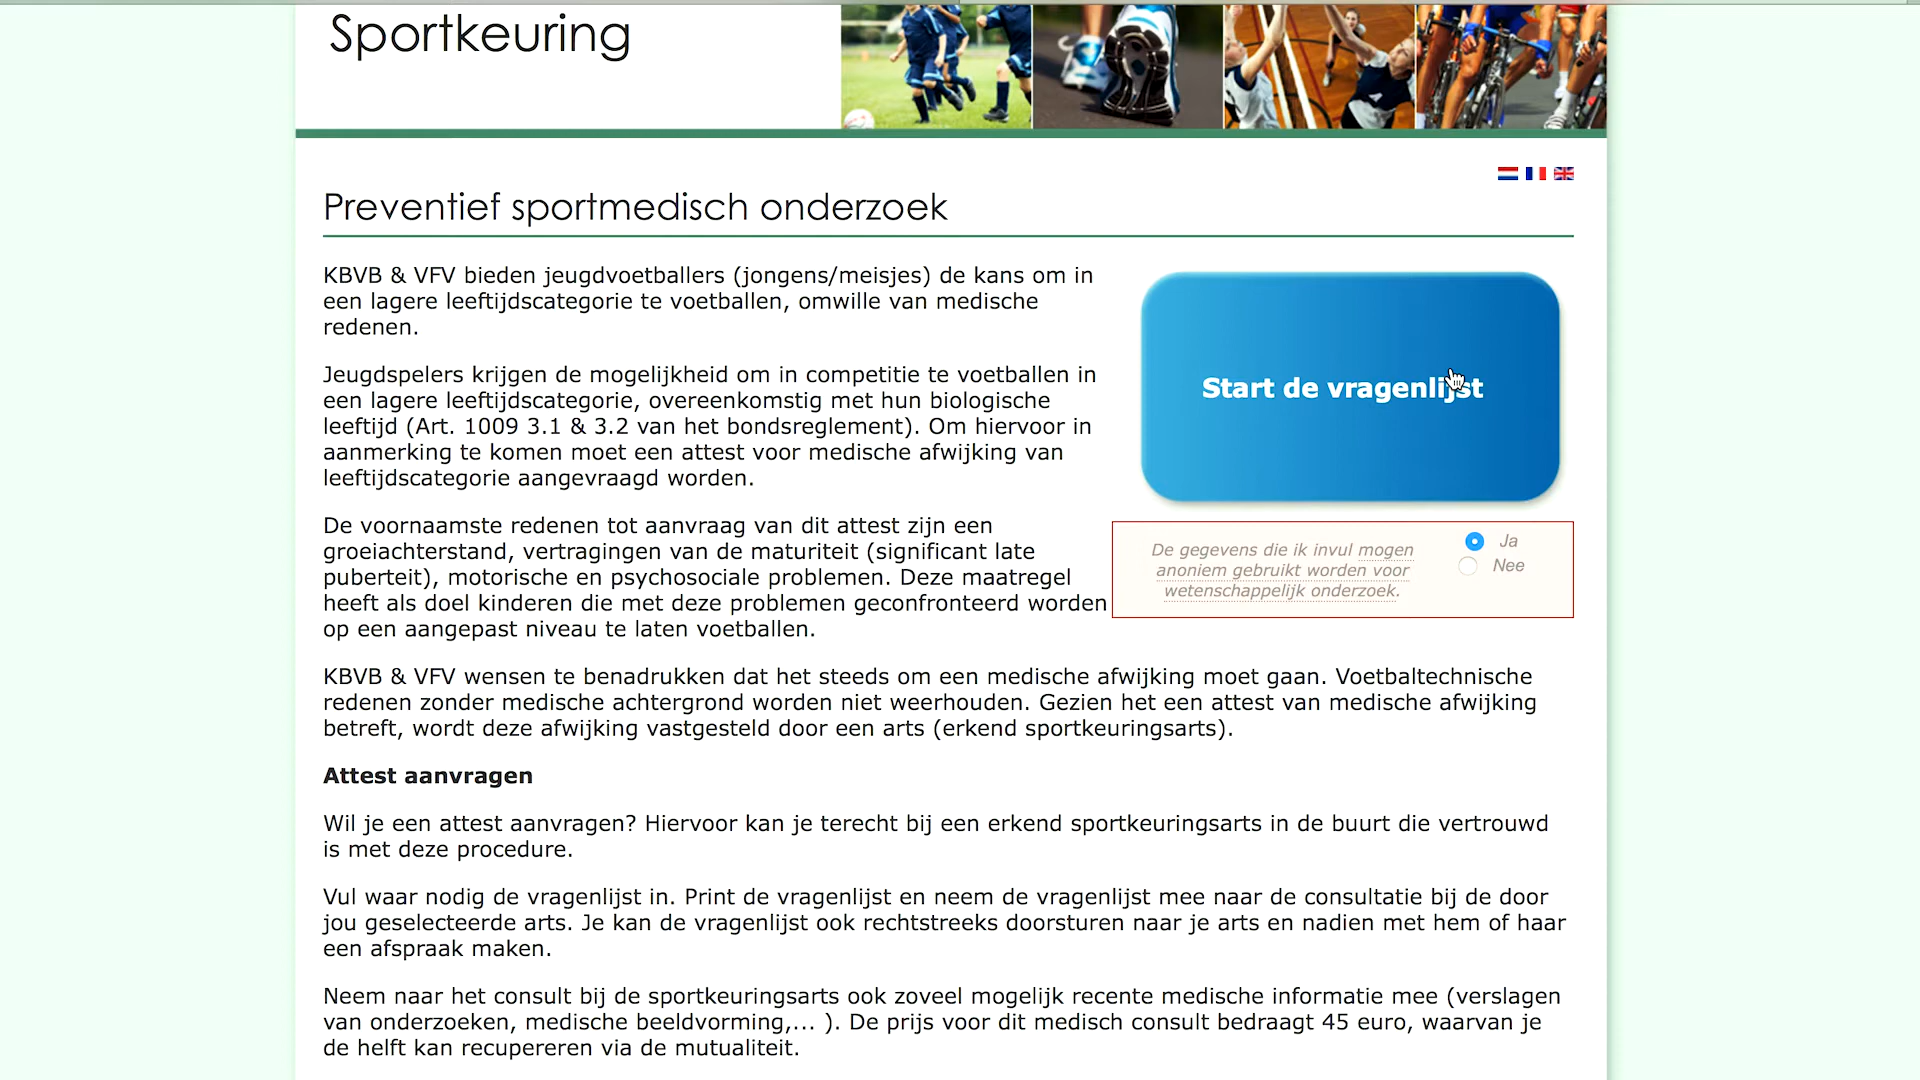 Sportkeuring
Preventief sportmedisch onderzoek
KBVB & VFV bieden jeugdvoetballers (jongens/meisjes) de kans om in
een lagere leeftijdscategorie te voetballen, omwille van medische
redenen.
Jeugdspelers krijgen de mogelijkheid om in competitie te voetballen in
een lagere leeftijdscategorie, overeenkomstig met hun biologische
leeftijd (Art. 1009 3.1 & 3.2 van het bondsreglement). Om hiervoor in
aanmerking te komen moet een attest voor medische afwijking van
leeftijdscategorie aangevraagd worden.
De voornaamste redenen tot aanvraag van dit attest zijn een
groeiachterstand, vertragingen van de maturiteit (significant late
puberteit), motorische en psychosociale problemen. Deze maatregel
heeft als doel kinderen die met deze problemen geconfronteerd worden
op een aangepast niveau te laten voetballen.
Start de vragenlijst
De gegevens die ik invul mogen
anoniem gebruikt worden voor
wetenschappelijk onderzoek.
Ja
Nee
KBVB & VFV wensen te benadrukken dat het steeds om een medische afwijking moet gaan. Voetbaltechnische
redenen zonder medische achtergrond worden niet weerhouden. Gezien het een attest van medische afwijking
betreft, wordt deze afwijking vastgesteld door een arts (erkend sportkeuringsarts).
Attest aanvragen
Wil je een attest aanvragen? Hiervoor kan je terecht bij een erkend sportkeuringsarts in de buurt die vertrouwd
is met deze procedure.
Vul waar nodig de vragenlijst in. Print de vragenlijst en neem de vragenlijst mee naar de consultatie bij de door
jou geselecteerde arts. Je kan de vragenlijst ook rechtstreeks doorsturen naar je arts en nadien met hem of haar
een afspraak maken.
Neem naar het consult bij de sportkeuringsarts ook zoveel mogelijk recente medische informatie mee (verslagen
van onderzoeken, medische beeldvorming,... ). De prijs voor dit medisch consult bedraagt 45 euro, waarvan je
de helft kan recupereren via de mutualiteit.